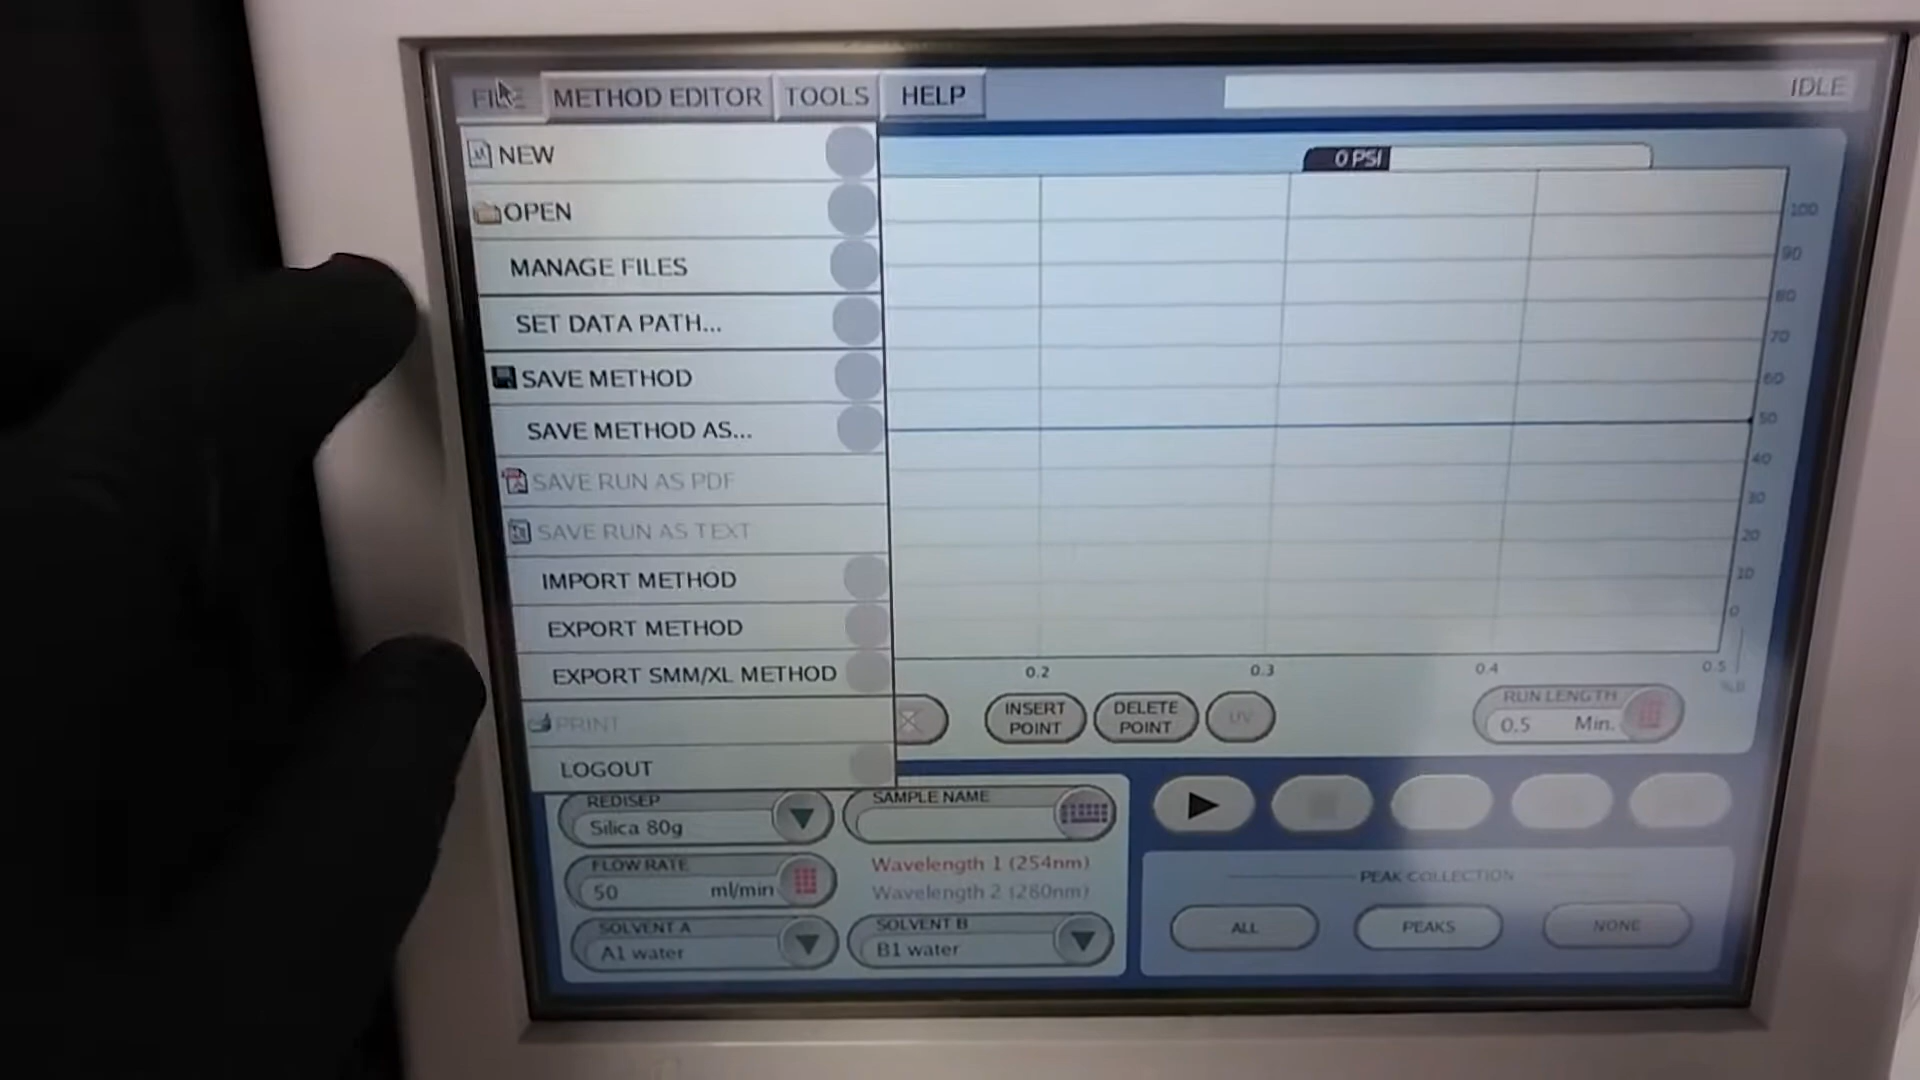 FILE METHOD EDITOR TOOLS HELP IDLE
NEW
OPEN
MANAGE FILES
SET DATA PATH...
SAVE METHOD
SAVE METHOD AS...
SAVE RUN AS PDF
SAVE RUN AS TEXT
IMPORT METHOD
EXPORT METHOD
EXPORT SMM/XL METHOD
PRINT
LOGOUT
0 PSI
100
90
80
70
60
50
40
30
20
10
0
0.2 0.3 0.4 0.5
%B
INSERT
POINT
DELETE
POINT
UV
RUN LENGTH
0.5 Min.
REDISEP
Silica 80g
SAMPLE NAME
FLOW RATE
50 ml/min
Wavelength 1 (254nm)
Wavelength 2 (280nm)
SOLVENT A
A1 water
SOLVENT B
B1 water
PEAK COLLECTION
ALL PEAKS NONE